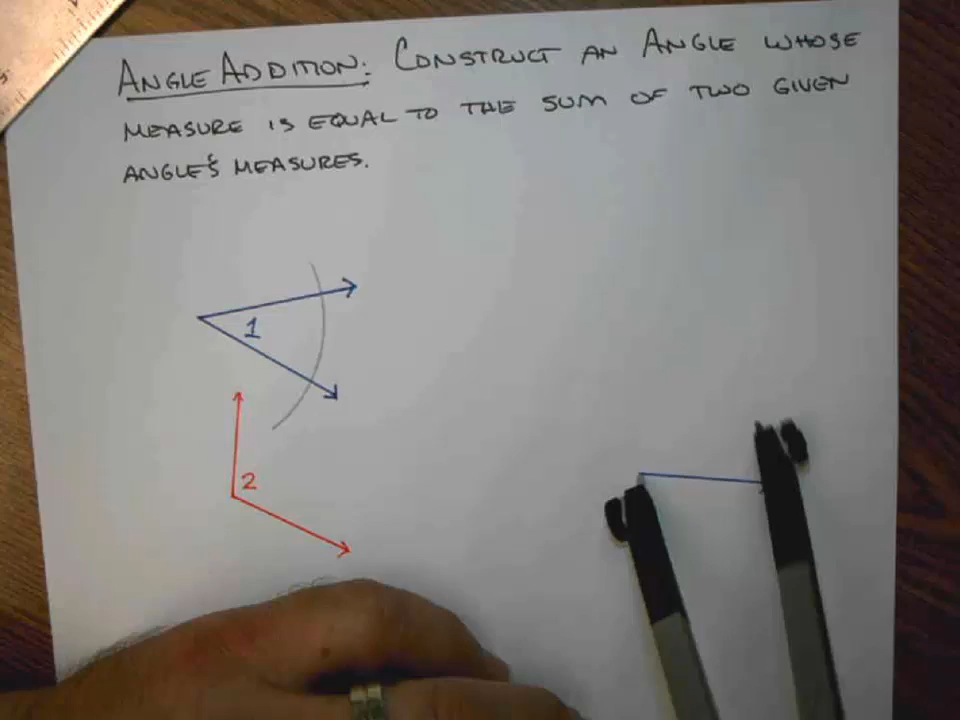 ANGLE ADDITION: CONSTRUCT AN ANGLE WHOSE
MEASURE IS EQUAL TO THE SUM OF TWO GIVEN
ANGLE'S MEASURES.
1
2